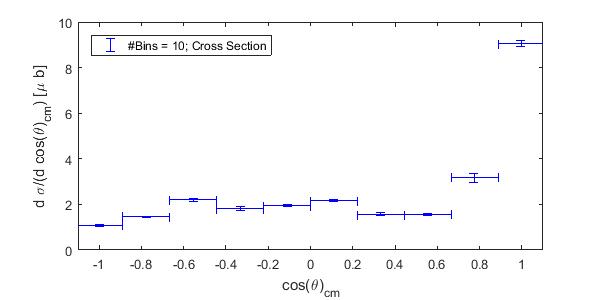 10
8
6
4
2
0
d σ/(d cos(θ)cm) [μ b]
#Bins = 10; Cross Section
-1 -0.8 -0.6 -0.4 -0.2 0 0.2 0.4 0.6 0.8 1
cos(θ)cm